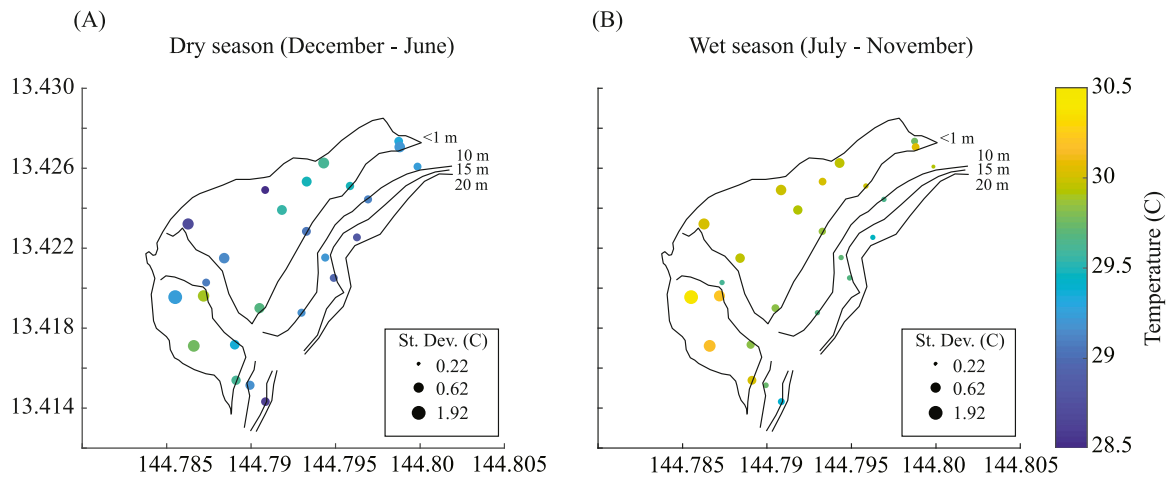 (A)
Dry season (December - June)
13.430
13.426
13.422
13.418
13.414
144.785
144.79
144.795
144.80
144.805
<1 m
10 m
15 m
20 m
St. Dev. (C)
0.22
0.62
1.92
(B)
Wet season (July - November)
144.785
144.79
144.795
144.80
144.805
<1 m
10 m
15 m
20 m
St. Dev. (C)
0.22
0.62
1.92
30.5
30
29.5
29
28.5
Temperature (C)